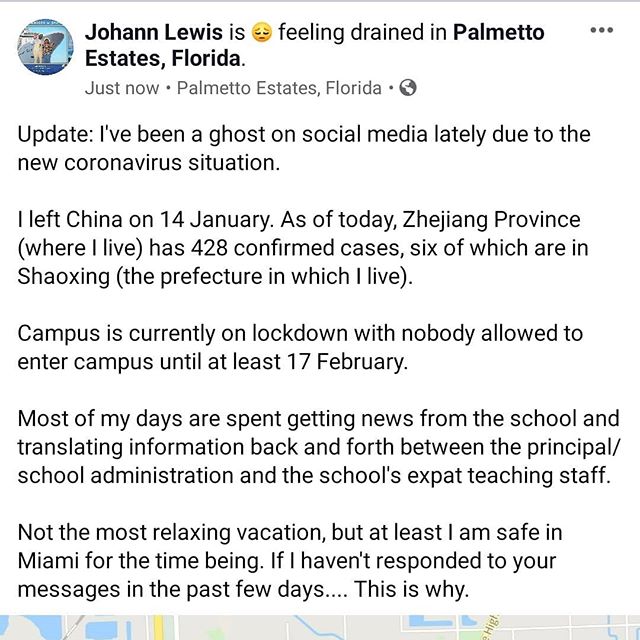 Johann Lewis is 😔 feeling drained in Palmetto
Estates, Florida.
Just now • Palmetto Estates, Florida •
Update: I've been a ghost on social media lately due to the
new coronavirus situation.
I left China on 14 January. As of today, Zhejiang Province
(where I live) has 428 confirmed cases, six of which are in
Shaoxing (the prefecture in which I live).
Campus is currently on lockdown with nobody allowed to
enter campus until at least 17 February.
Most of my days are spent getting news from the school and
translating information back and forth between the principal/
school administration and the school's expat teaching staff.
Not the most relaxing vacation, but at least I am safe in
Miami for the time being. If I haven't responded to your
messages in the past few days.... This is why.